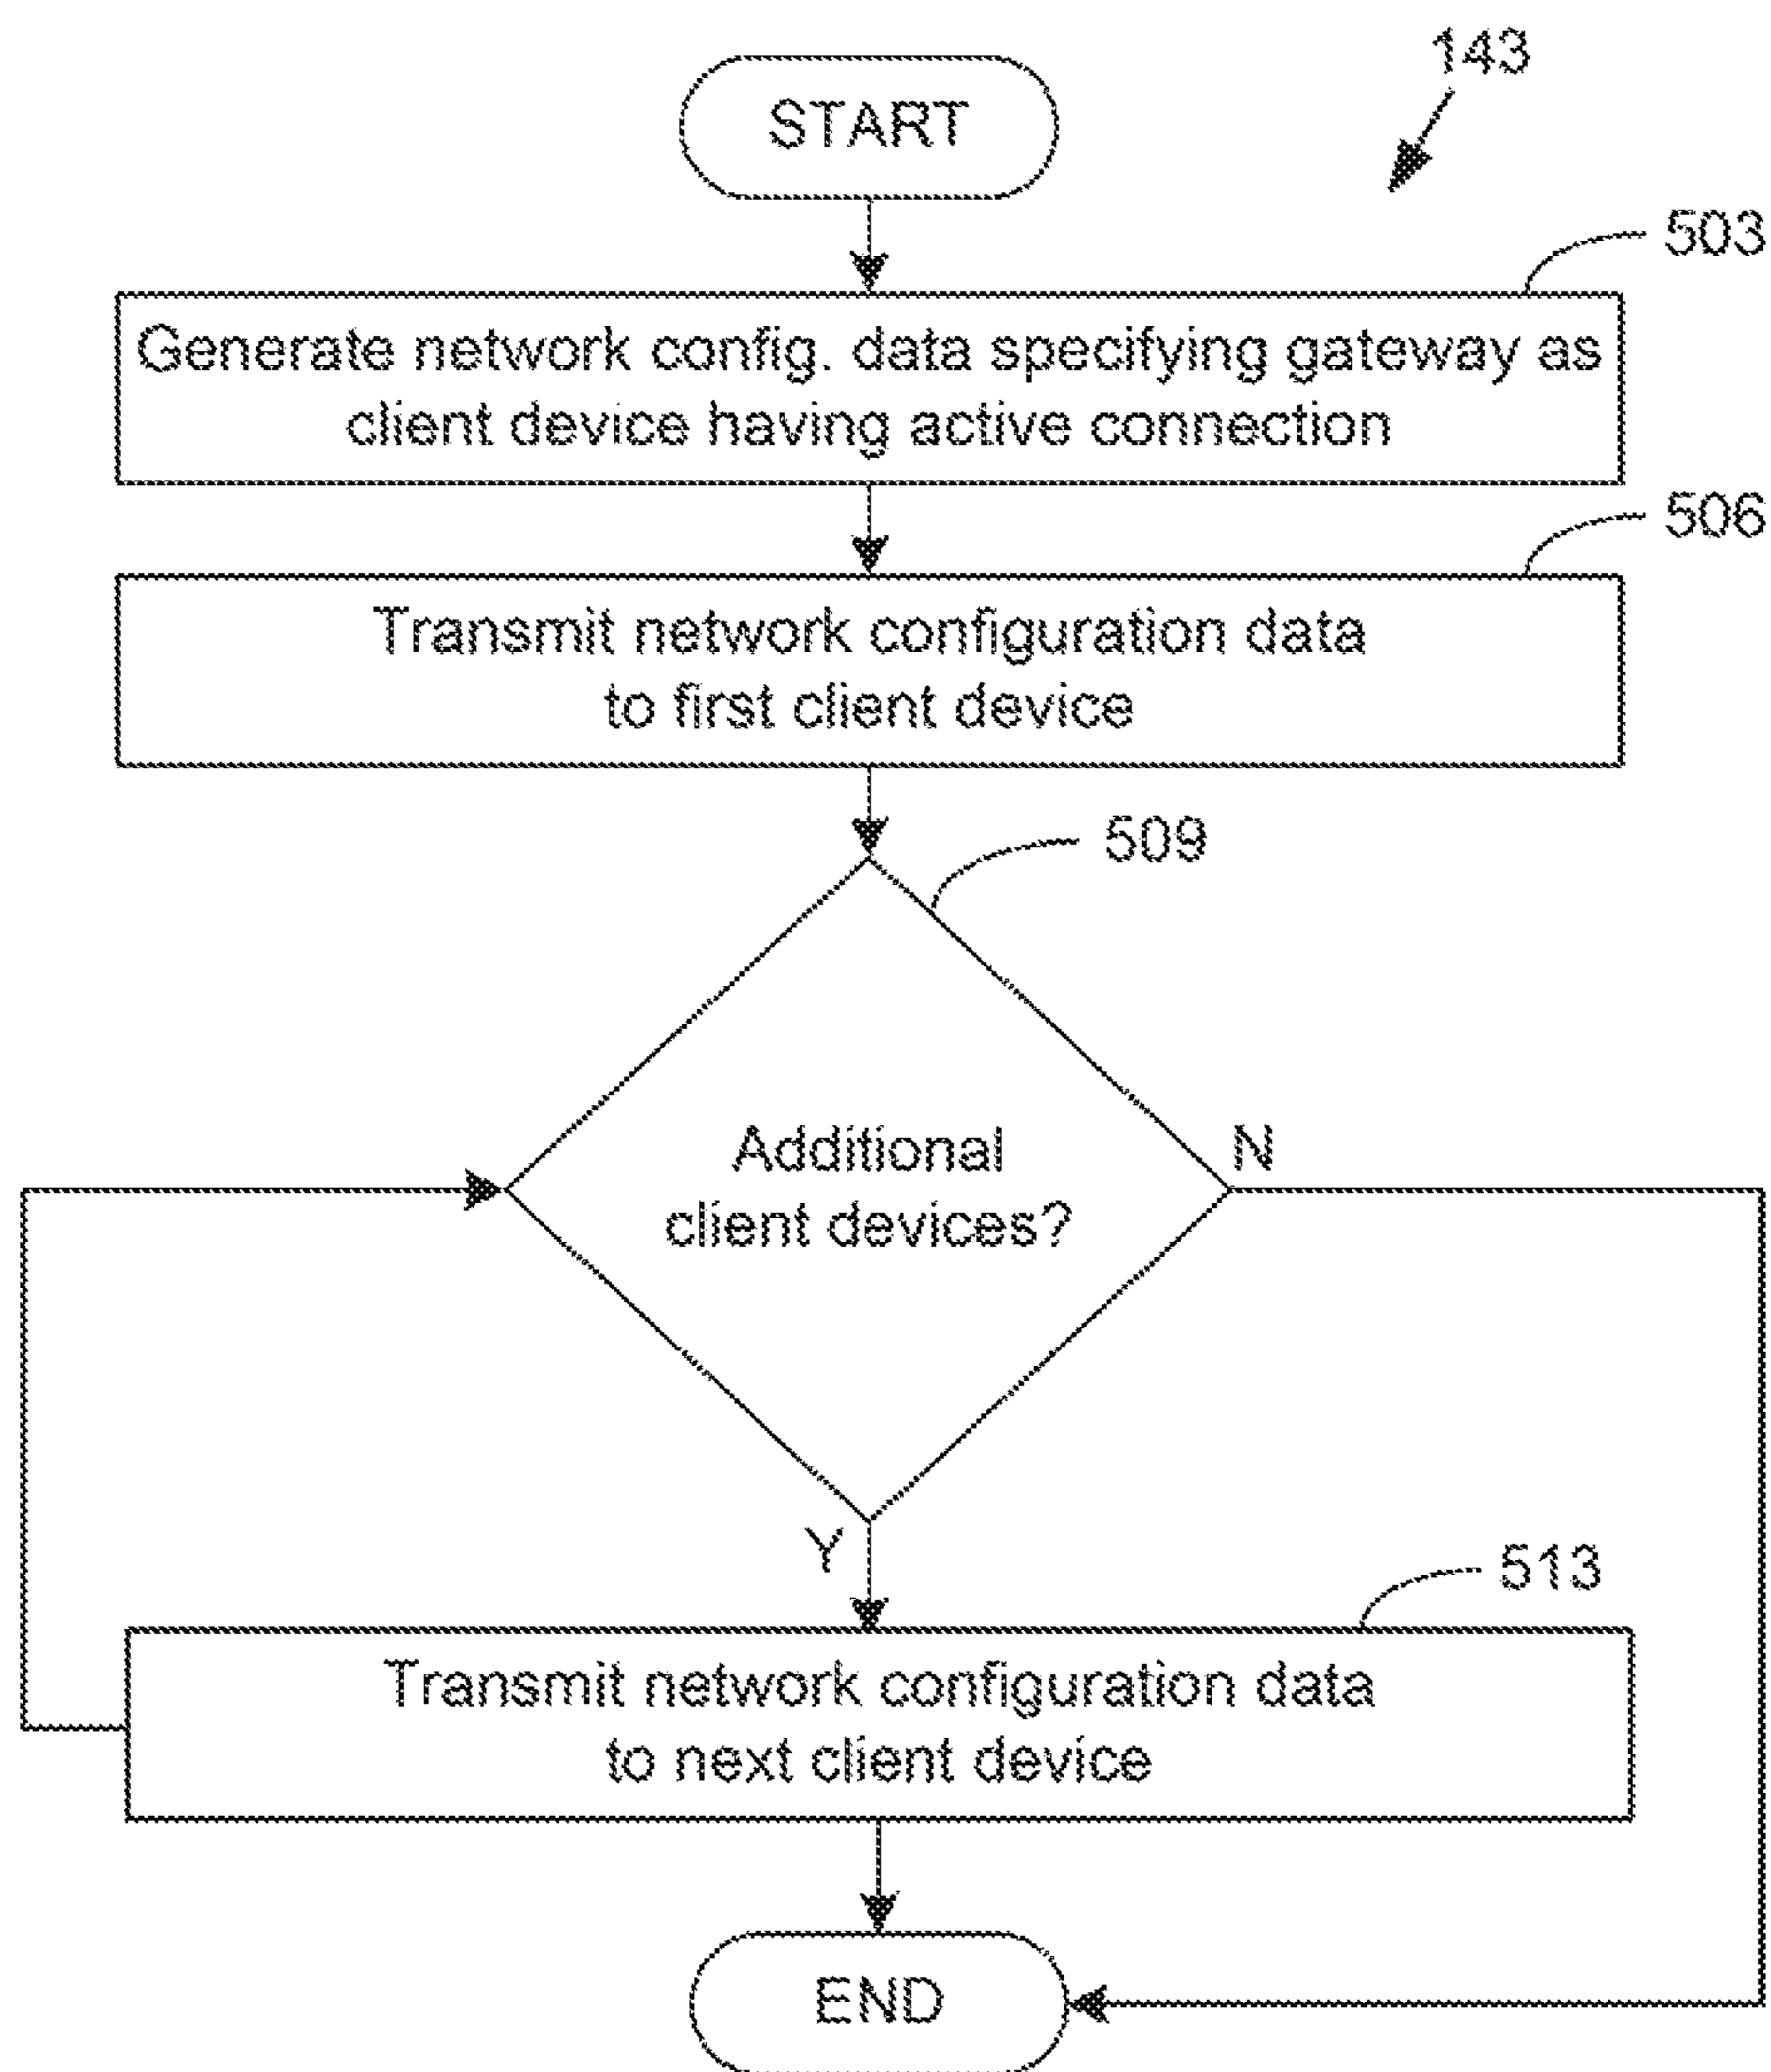 143
START
503
Generate network config. data specifying gateway as
client device having active connection
506
Transmit network configuration data
to first client device
509
Additional
client devices?
N
Y
513
Transmit network configuration data
to next client device
END